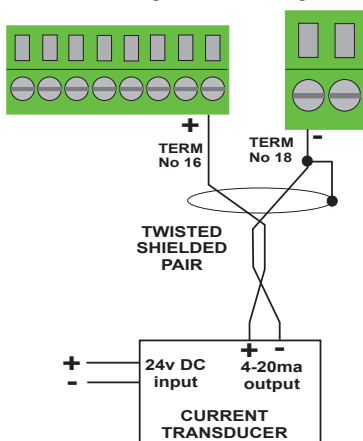 +
TERM
No 16
TERM
No 18
-
TWISTED
SHIELDED
PAIR
+ -
+
-
24v DC
input
4-20ma
output
CURRENT
TRANSDUCER